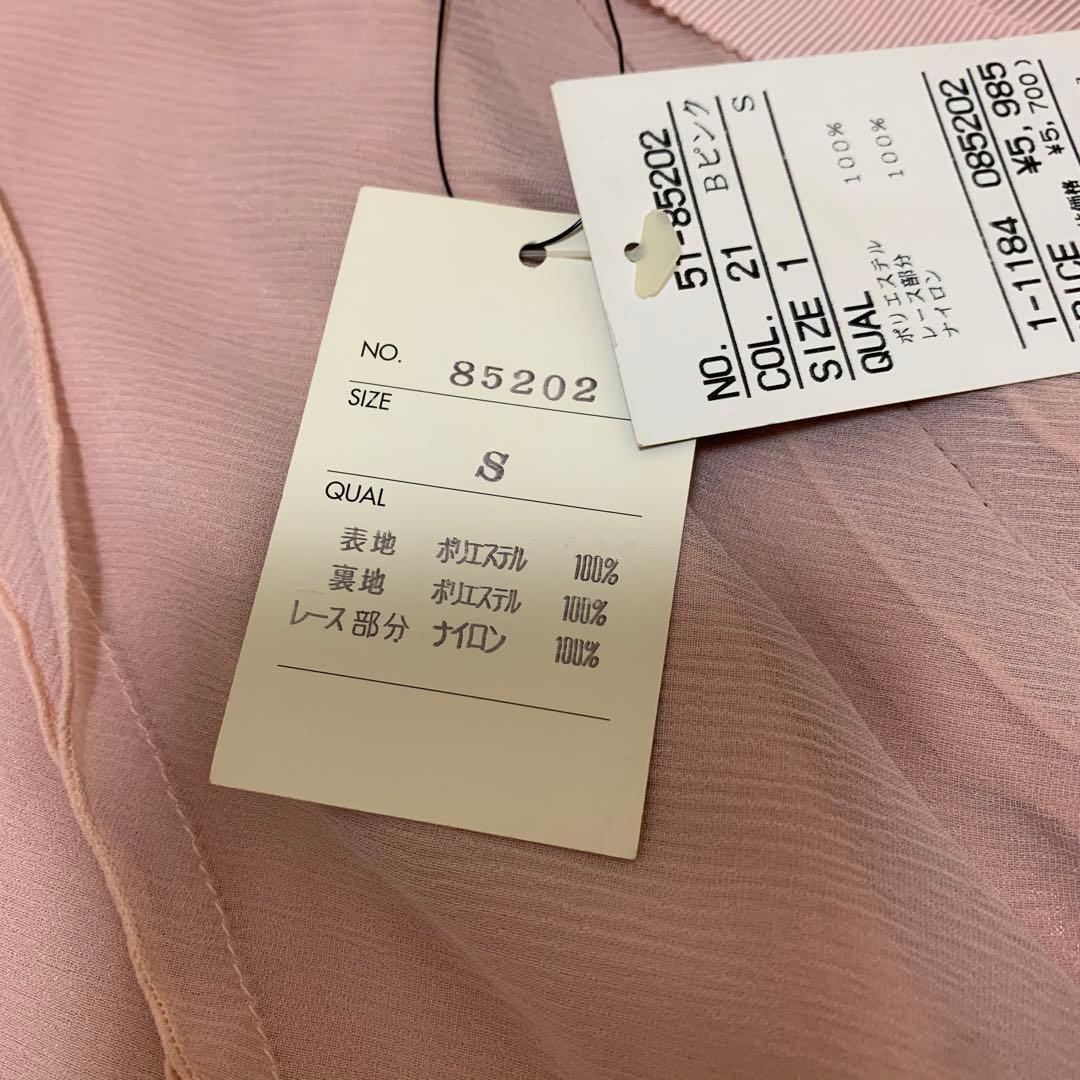 NO. 85202
SIZE
S
QUAL
表地 ポリエステル 100%
裏地 ポリエステル 100%
レース部分 ナイロン 100%
NO. 51-85202
COL. 21 Bピンク
SIZE 1 S
QUAL
ポリエステル 100%
レース部分
ナイロン 100%
1-1184 085202
¥5,985
¥5,700)